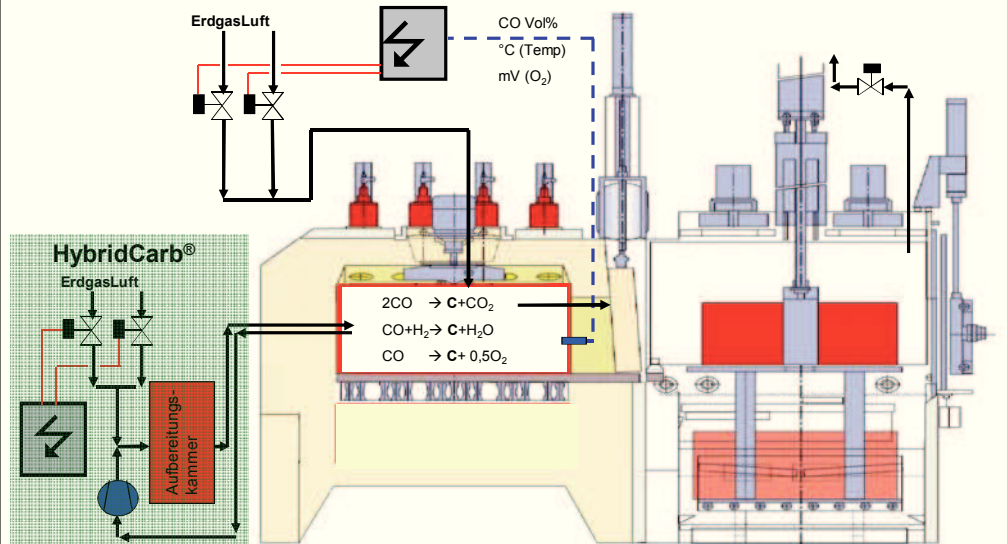 ErdgasLuft
CO Vol%
°C (Temp)
mV (O₂)
HybridCarb®
ErdgasLuft
2CO → C+CO₂
CO+H₂→ C+H₂O
CO → C+ 0,5O₂
Aufbereitungs-
kammer